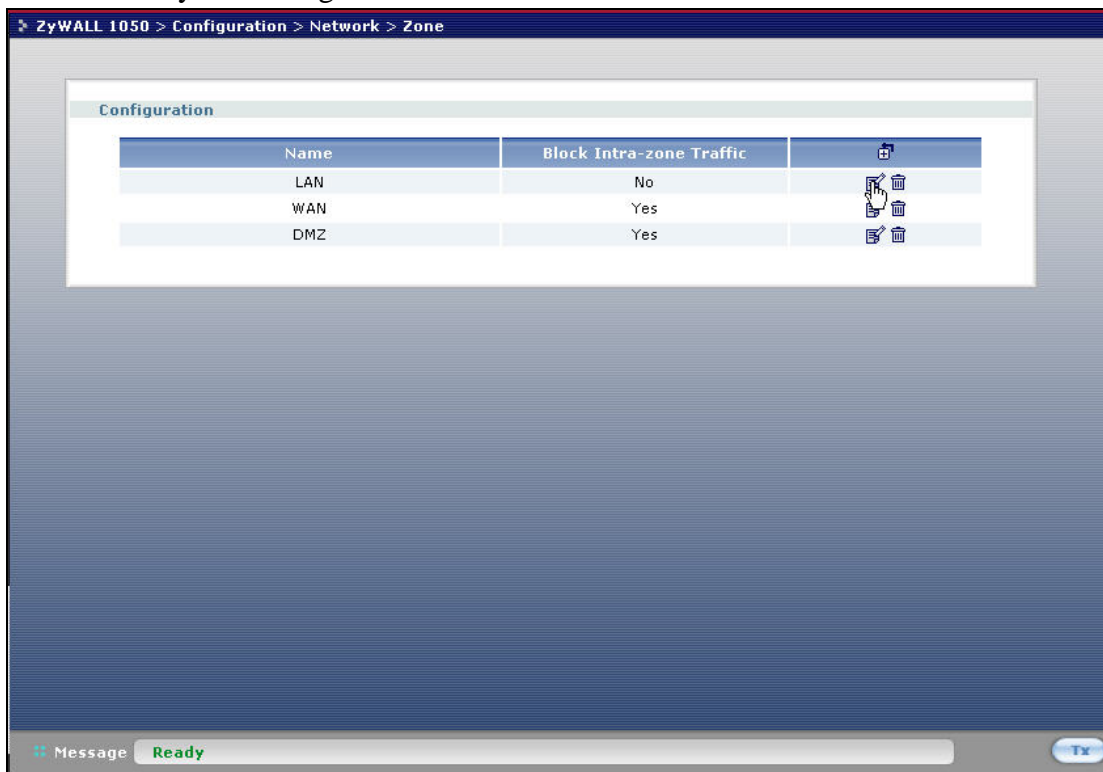 ZyWALL 1050 > Configuration > Network > Zone
Configuration
Name Block Intra-zone Traffic
LAN No
WAN Yes
DMZ Yes
Message Ready Tx